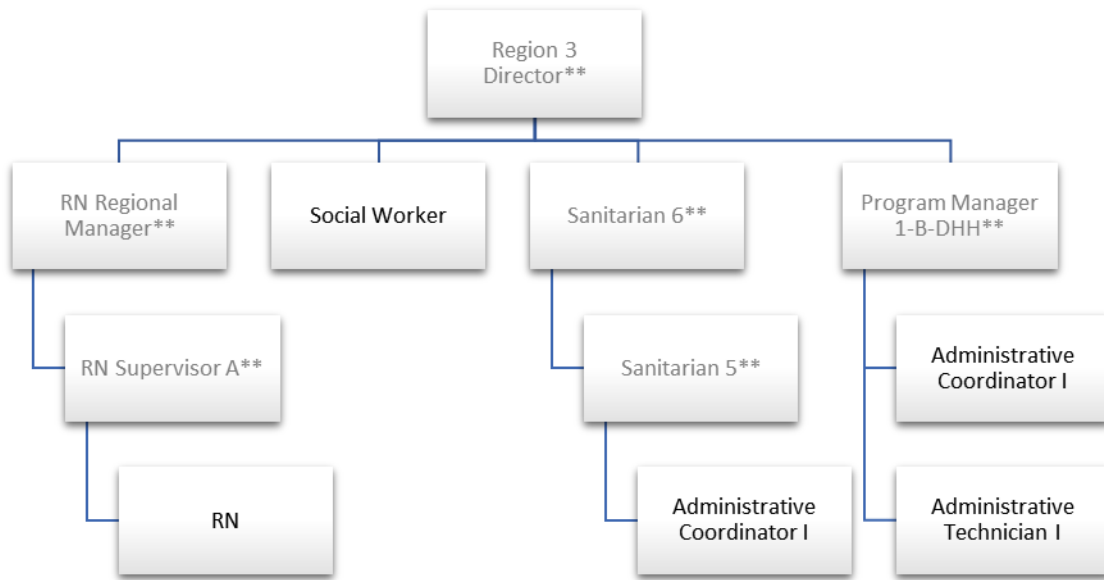 Region 3
Director**
RN Regional
Manager**
Social Worker
Sanitarian 6**
Program Manager
1-B-DHH**
RN Supervisor A**
Sanitarian 5**
Administrative
Coordinator I
RN
Administrative
Coordinator I
Administrative
Technician I